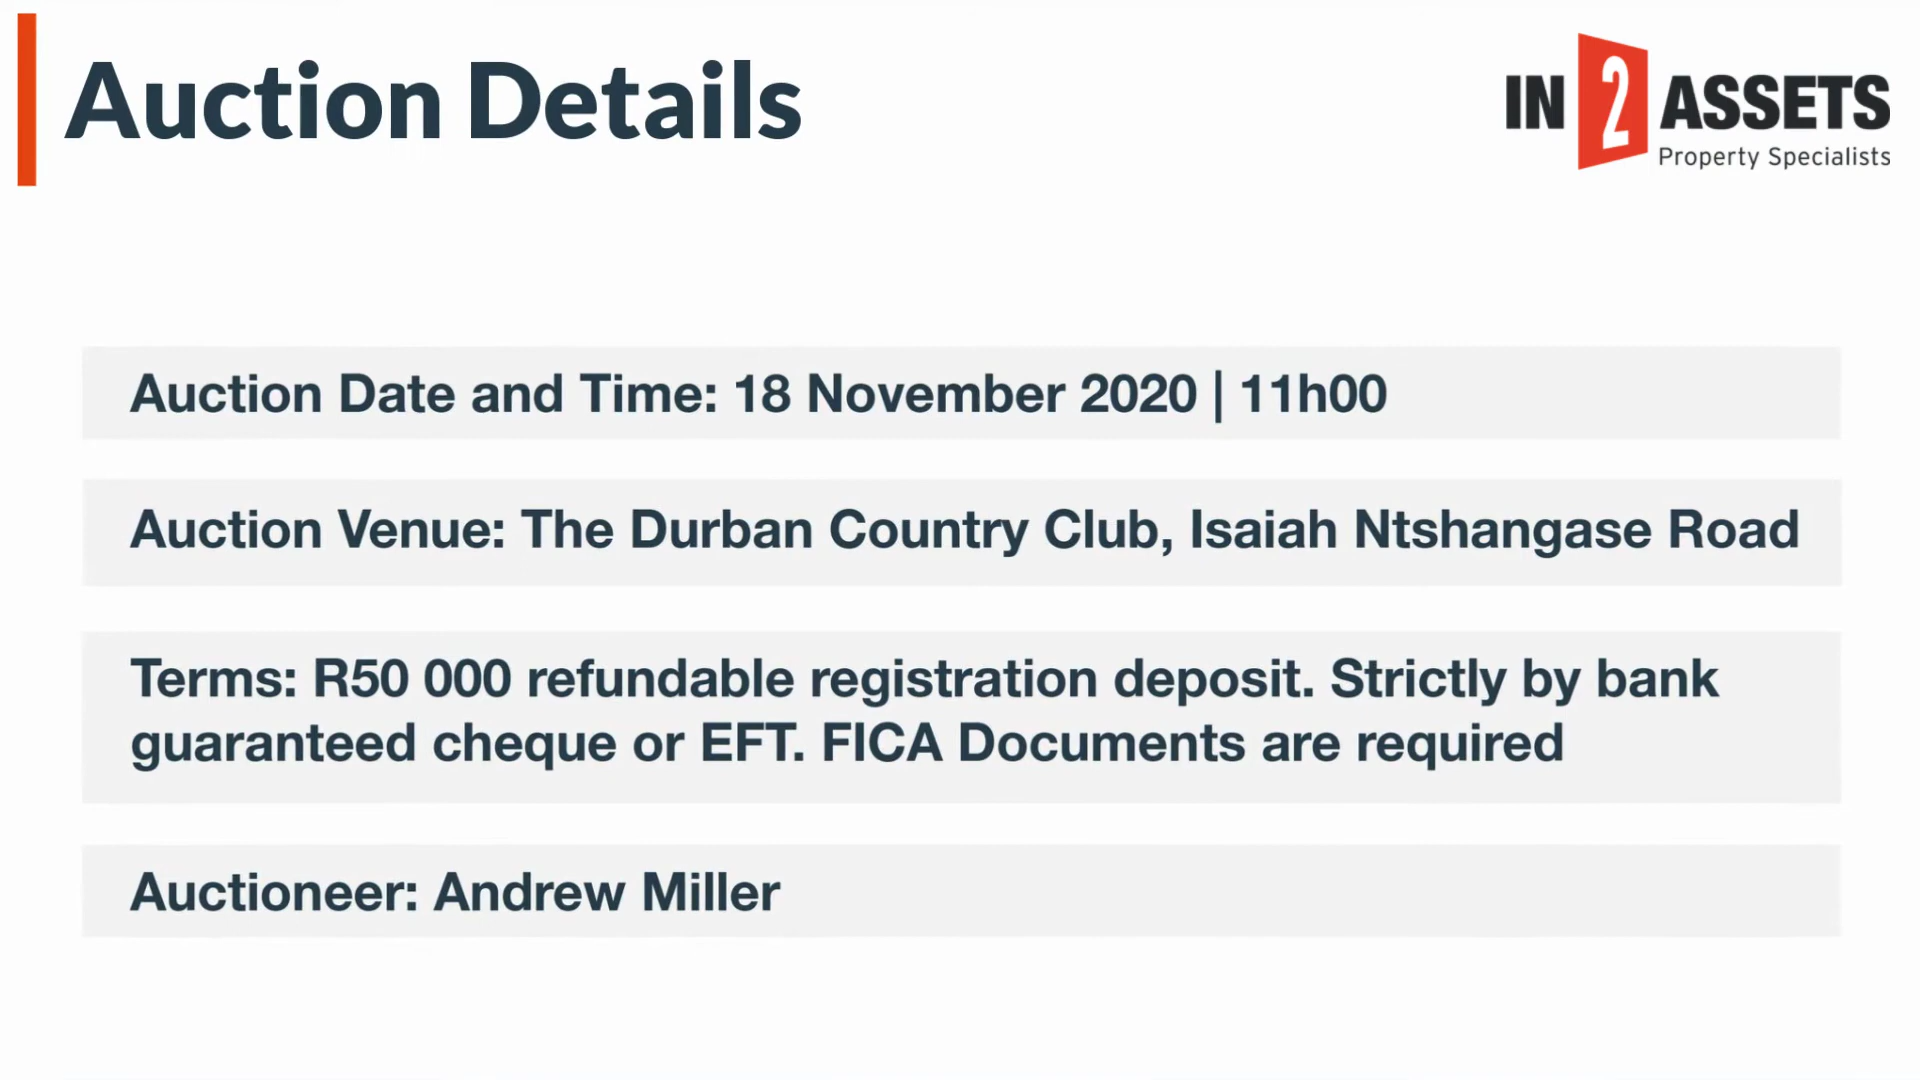 Auction Details
IN 2 ASSETS
Property Specialists
Auction Date and Time: 18 November 2020 | 11h00
Auction Venue: The Durban Country Club, Isaiah Ntshangase Road
Terms: R50 000 refundable registration deposit. Strictly by bank
guaranteed cheque or EFT. FICA Documents are required
Auctioneer: Andrew Miller